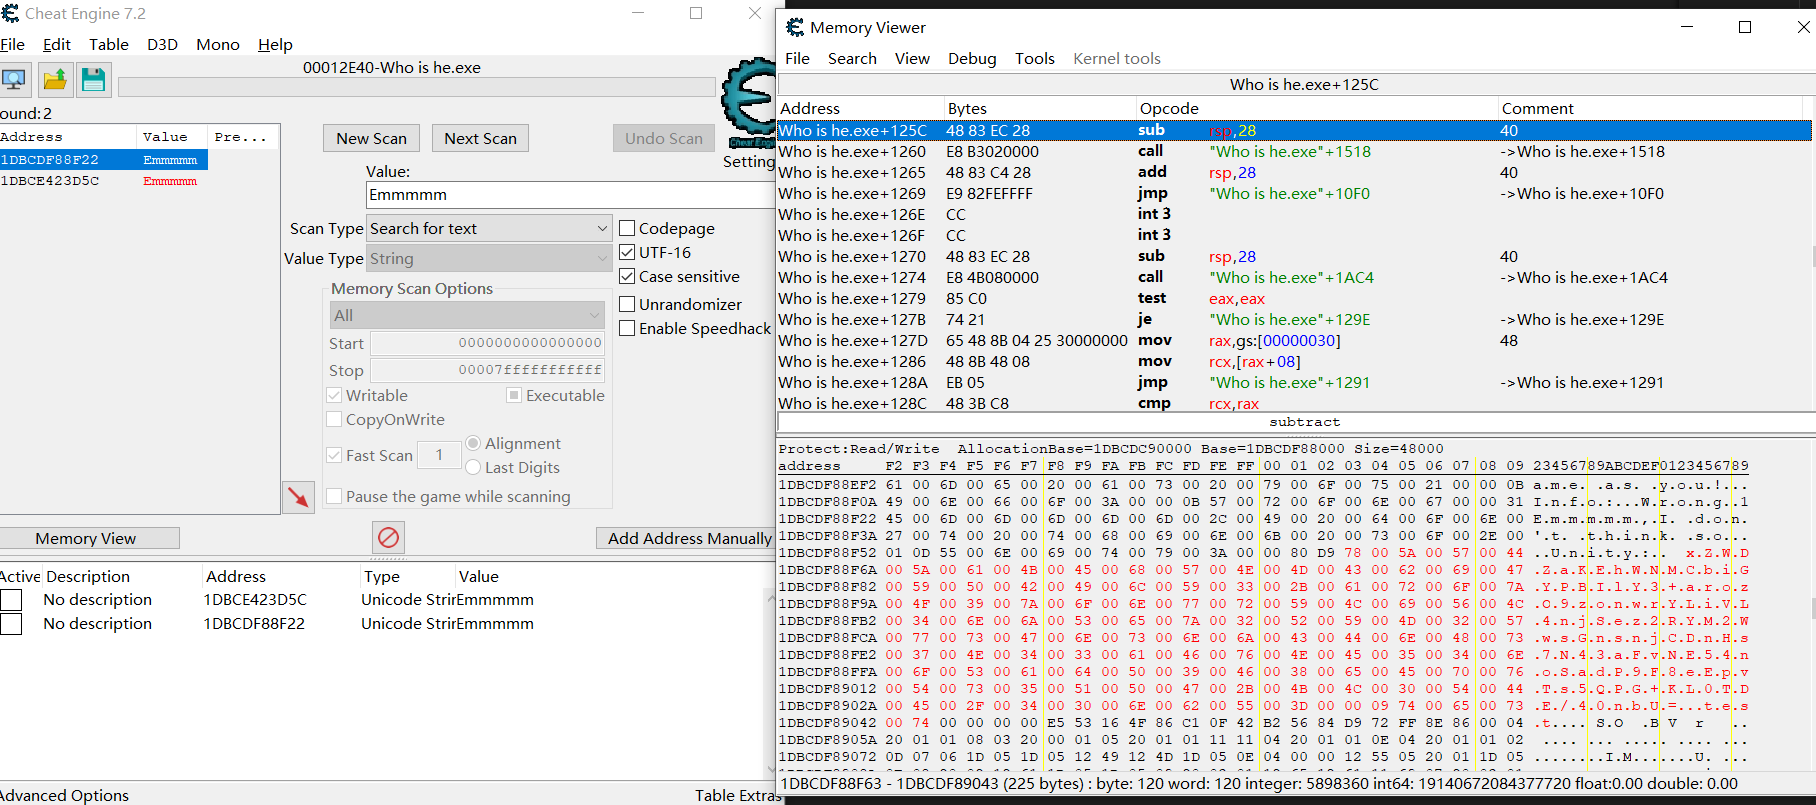 Cheat Engine 7.2
File Edit Table D3D Mono Help
00012E40-Who is he.exe
ound:2
Address Value Pre...
1DBCDF88F22 Emmmmm
1DBCE423D5C Emmmmm
New Scan Next Scan Undo Scan
Cheat Engine
Setting
Value:
Emmmmm
Scan Type Search for text
Value Type String
Codepage
UTF-16
Case sensitive
Unrandomizer
Enable Speedhack
Memory Scan Options
All
Start 0000000000000000
Stop 00007fffffffffff
Writable Executable
CopyOnWrite
Fast Scan 1 Alignment
Last Digits
Pause the game while scanning
Memory View Add Address Manually
Active Description Address Type Value
No description 1DBCE423D5C Unicode StrirEmmmmm
No description 1DBCDF88F22 Unicode StrirEmmmmm
Advanced Options Table Extras
Memory Viewer
File Search View Debug Tools Kernel tools
Who is he.exe+125C
Address Bytes Opcode Comment
Who is he.exe+125C 48 83 EC 28 sub rsp,28 40
Who is he.exe+1260 E8 B3020000 call "Who is he.exe"+1518 ->Who is he.exe+1518
Who is he.exe+1265 48 83 C4 28 add rsp,28 40
Who is he.exe+1269 E9 82FEFFFF jmp "Who is he.exe"+10F0 ->Who is he.exe+10F0
Who is he.exe+126E CC int 3
Who is he.exe+126F CC int 3
Who is he.exe+1270 48 83 EC 28 sub rsp,28 40
Who is he.exe+1274 E8 4B080000 call "Who is he.exe"+1AC4 ->Who is he.exe+1AC4
Who is he.exe+1279 85 C0 test eax,eax
Who is he.exe+127B 74 21 je "Who is he.exe"+129E ->Who is he.exe+129E
Who is he.exe+127D 65 48 8B 04 25 30000000 mov rax,gs:[00000030] 48
Who is he.exe+1286 48 8B 48 08 mov rcx,[rax+08]
Who is he.exe+128A EB 05 jmp "Who is he.exe"+1291 ->Who is he.exe+1291
Who is he.exe+128C 48 3B C8 cmp rcx,rax
subtract
Protect:Read/Write AllocationBase=1DBCDC90000 Base=1DBCDF88000 Size=48000
address F2 F3 F4 F5 F6 F7 F8 F9 FA FB FC FD FE FF 00 01 02 03 04 05 06 07 08 09 23456789ABCDEF0123456789
1DBCDF88EF2 61 00 6D 00 65 00 20 00 61 00 73 00 20 00 79 00 6F 00 75 00 21 00 00 0B a.m.e. .a.s. .y.o.u.!...
1DBCDF88F0A 49 00 6E 00 66 00 6F 00 3A 00 00 0B 57 00 72 00 6F 00 6E 00 67 00 00 31 I.n.f.o.:...W.r.o.n.g..1
1DBCDF88F22 45 00 6D 00 6D 00 6D 00 6D 00 6D 00 2C 00 49 00 20 00 64 00 6F 00 6E 00 E.m.m.m.m.m.,.I. .d.o.n.
1DBCDF88F3A 27 00 74 00 20 00 74 00 68 00 69 00 6E 00 6B 00 20 00 73 00 6F 00 2E 00 '.t. .t.h.i.n.k. .s.o...
1DBCDF88F52 01 0D 55 00 6E 00 69 00 74 00 79 00 3A 00 00 80 D9 78 00 5A 00 57 00 44 ..U.n.i.t.y.:... x.Z.W.D
1DBCDF88F6A 00 5A 00 61 00 4B 00 45 00 68 00 57 00 4E 00 4D 00 43 00 62 00 69 00 47 .Z.a.K.E.h.W.N.M.C.b.i.G
1DBCDF88F82 00 59 00 50 00 42 00 49 00 6C 00 59 00 33 00 2B 00 61 00 72 00 6F 00 7A .Y.P.B.I.l.Y.3.+.a.r.o.z
1DBCDF88F9A 00 4F 00 39 00 7A 00 6F 00 6E 00 77 00 72 00 59 00 4C 00 69 00 56 00 4C .O.9.z.o.n.w.r.Y.L.i.V.L
1DBCDF88FB2 00 34 00 6E 00 6A 00 53 00 65 00 7A 00 32 00 52 00 59 00 4D 00 32 00 57 .4.n.j.S.e.z.2.R.Y.M.2.W
1DBCDF88FCA 00 77 00 73 00 47 00 6E 00 73 00 6E 00 6A 00 43 00 44 00 6E 00 48 00 73 .w.s.G.n.s.n.j.C.D.n.H.s
1DBCDF88FE2 00 37 00 4E 00 34 00 33 00 61 00 46 00 76 00 4E 00 45 00 35 00 34 00 6E .7.N.4.3.a.F.v.N.E.5.4.n
1DBCDF88FFA 00 6F 00 53 00 61 00 64 00 50 00 39 00 46 00 38 00 65 00 45 00 70 00 76 .o.S.a.d.P.9.F.8.e.E.p.v
1DBCDF89012 00 54 00 73 00 35 00 51 00 50 00 47 00 2B 00 4B 00 4C 00 30 00 54 00 44 .T.s.5.Q.P.G.+.K.L.0.T.D
1DBCDF8902A 00 45 00 2F 00 34 00 30 00 6E 00 62 00 55 00 3D 00 00 09 74 00 65 00 73 .E./.4.0.n.b.U.=...t.e.s
1DBCDF89042 00 74 00 00 00 00 E5 53 16 4F 86 C1 0F 42 B2 56 84 D9 72 FF 8E 86 00 04 .t.... S.O .B V r ..
1DBCDF8905A 20 01 01 08 03 20 00 01 05 20 01 01 11 11 04 20 01 01 0E 04 20 01 01 02 .... ... ..... .... ...
1DBCDF89072 0D 07 06 1D 05 1D 05 12 49 12 4D 1D 05 0E 04 00 00 12 55 05 20 01 1D 05 ........I.M.......U. ...
1DBCDF88F63 - 1DBCDF89043 (225 bytes) : byte: 120 word: 120 integer: 5898360 int64: 19140672084377720 float:0.00 double: 0.00